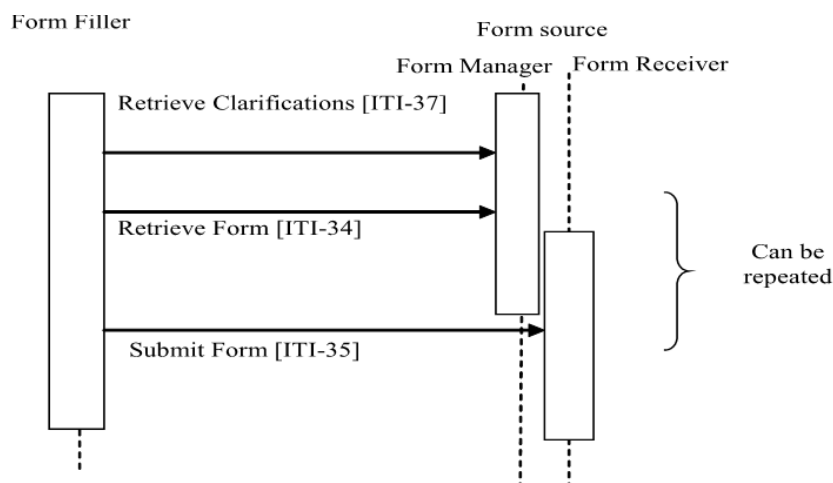 Form Filler
Form source
Form Manager
Form Receiver
Retrieve Clarifications [ITI-37]
Retrieve Form [ITI-34]
Can be
repeated
Submit Form [ITI-35]